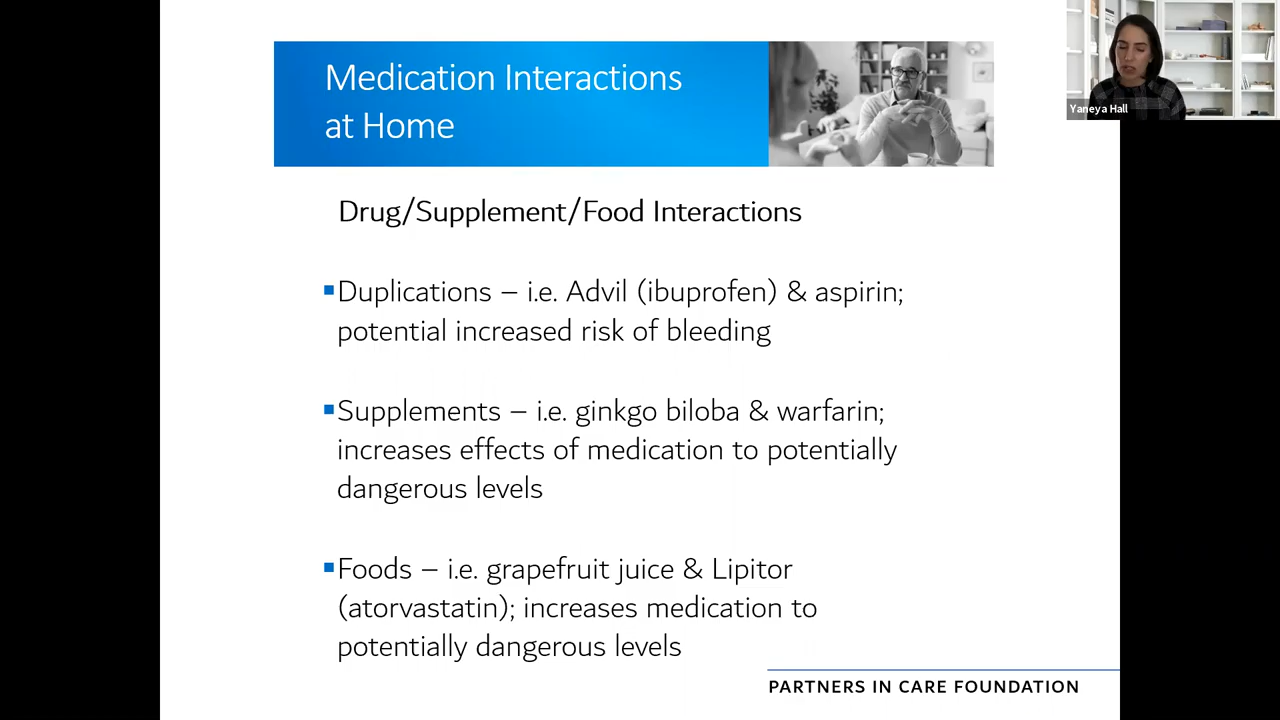 Medication Interactions
at Home
Yaneya Hall
Drug/Supplement/Food Interactions
▪Duplications – i.e. Advil (ibuprofen) & aspirin;
potential increased risk of bleeding
▪Supplements – i.e. ginkgo biloba & warfarin;
increases effects of medication to potentially
dangerous levels
▪Foods – i.e. grapefruit juice & Lipitor
(atorvastatin); increases medication to
potentially dangerous levels
PARTNERS IN CARE FOUNDATION